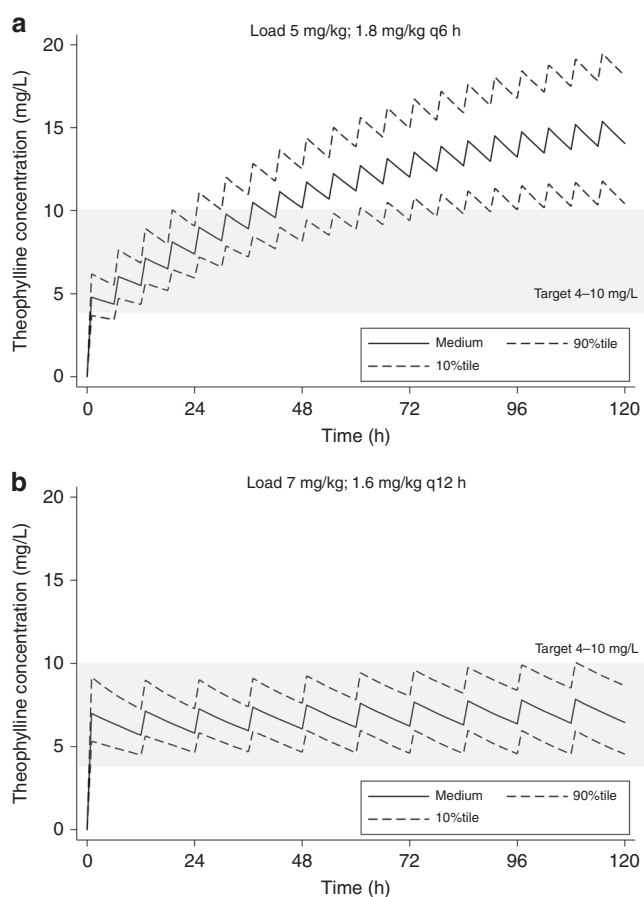 a
Load 5 mg/kg; 1.8 mg/kg q6 h
Theophylline concentration (mg/L)
20
15
10
5
0
Target 4–10 mg/L
Medium
90%tile
10%tile
0
24
48
72
96
120
Time (h)
b
Load 7 mg/kg; 1.6 mg/kg q12 h
Theophylline concentration (mg/L)
20
15
10
5
0
Target 4–10 mg/L
Medium
90%tile
10%tile
0
24
48
72
96
120
Time (h)